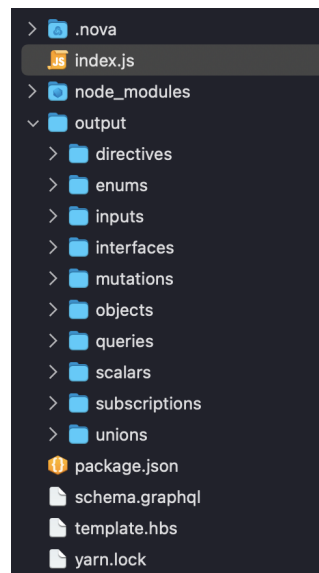 .nova
index.js
node_modules
output
directives
enums
inputs
interfaces
mutations
objects
queries
scalars
subscriptions
unions
package.json
schema.graphql
template.hbs
yarn.lock